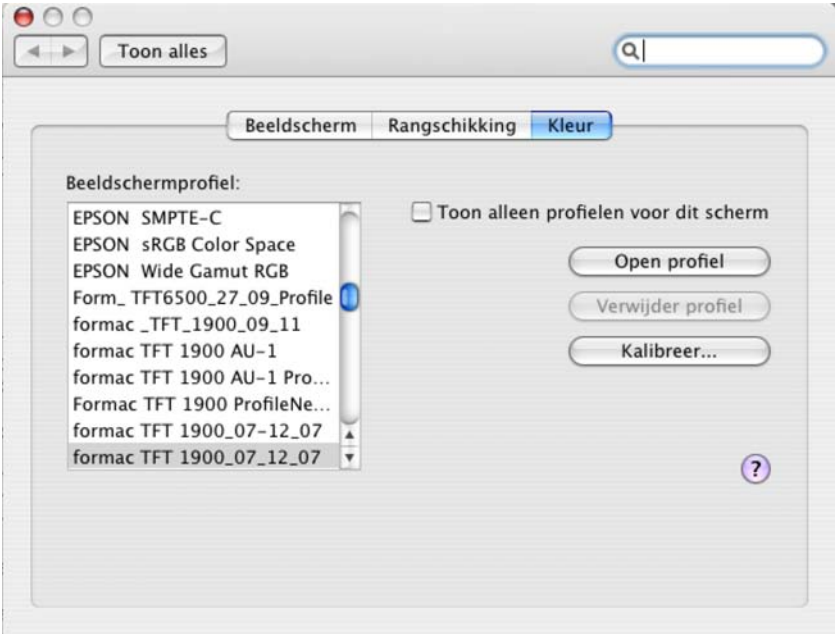 Toon alles
Beeldscherm Rangschikking Kleur
Beeldschermprofiel:
EPSON SMPTE-C
EPSON sRGB Color Space
EPSON Wide Gamut RGB
Form_ TFT6500_27_09_Profile
formac _TFT_1900_09_11
formac TFT 1900 AU-1
formac TFT 1900 AU-1 Pro...
Formac TFT 1900 ProfileNe...
formac TFT 1900_07-12_07
formac TFT 1900_07_12_07
Toon alleen profielen voor dit scherm
Open profiel
Verwijder profiel
Kalibreer...
?